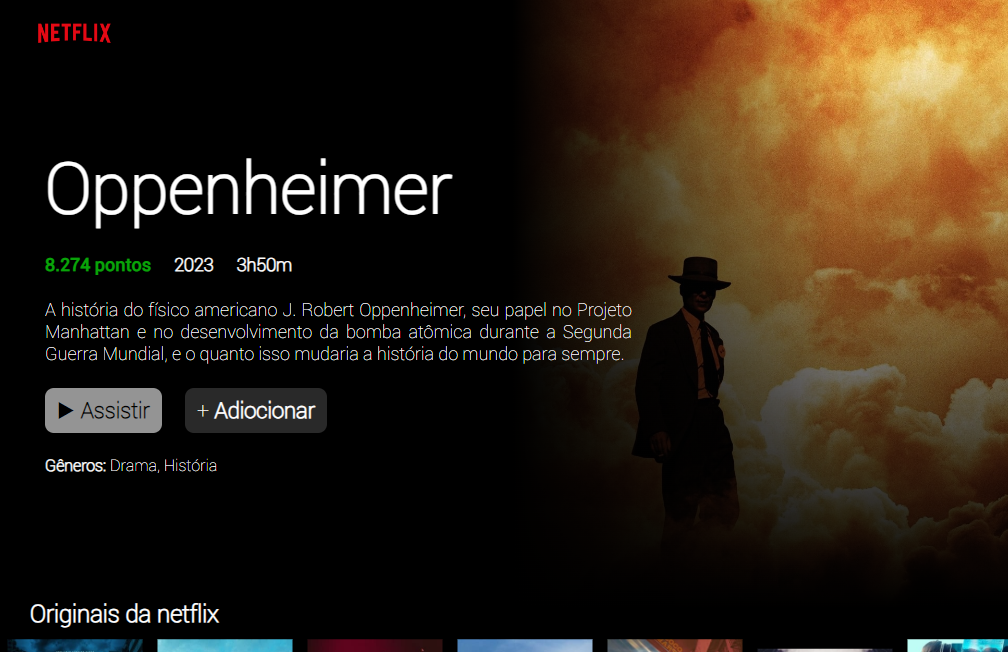 NETFLIX
Oppenheimer
8.274 pontos 2023 3h50m
A história do físico americano J. Robert Oppenheimer, seu papel no Projeto
Manhattan e no desenvolvimento da bomba atômica durante a Segunda
Guerra Mundial, e o quanto isso mudaria a história do mundo para sempre.
▶ Assistir + Adiocionar
Gêneros: Drama, História
Originais da netflix